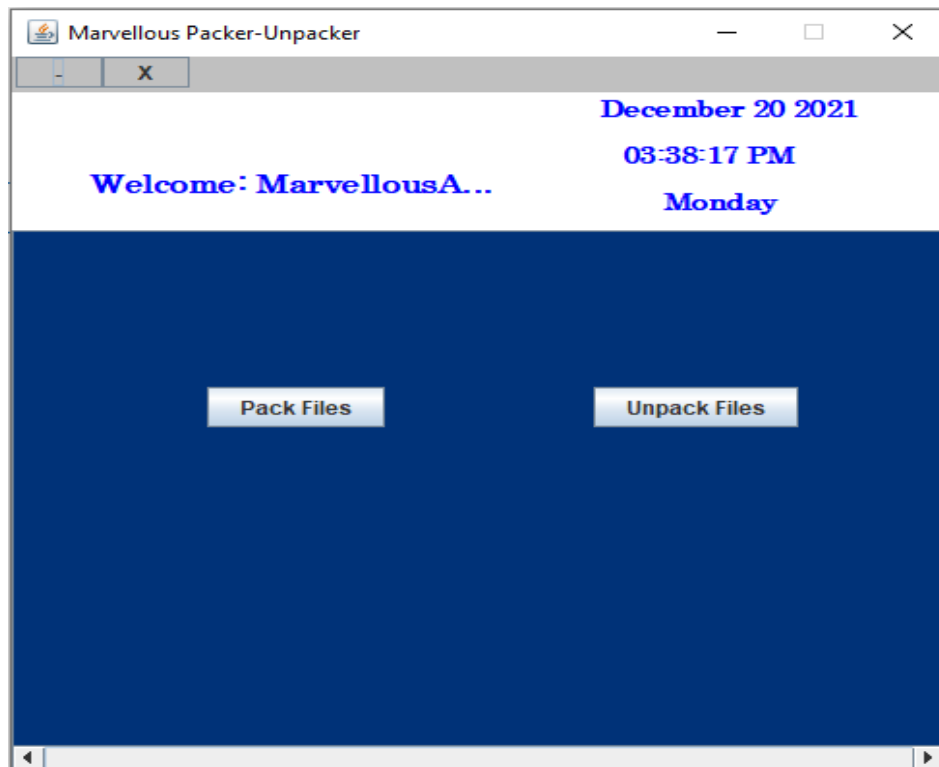 Marvellous Packer-Unpacker
- X
December 20 2021
03:38:17 PM
Welcome: MarvellousA...
Monday
Pack Files Unpack Files